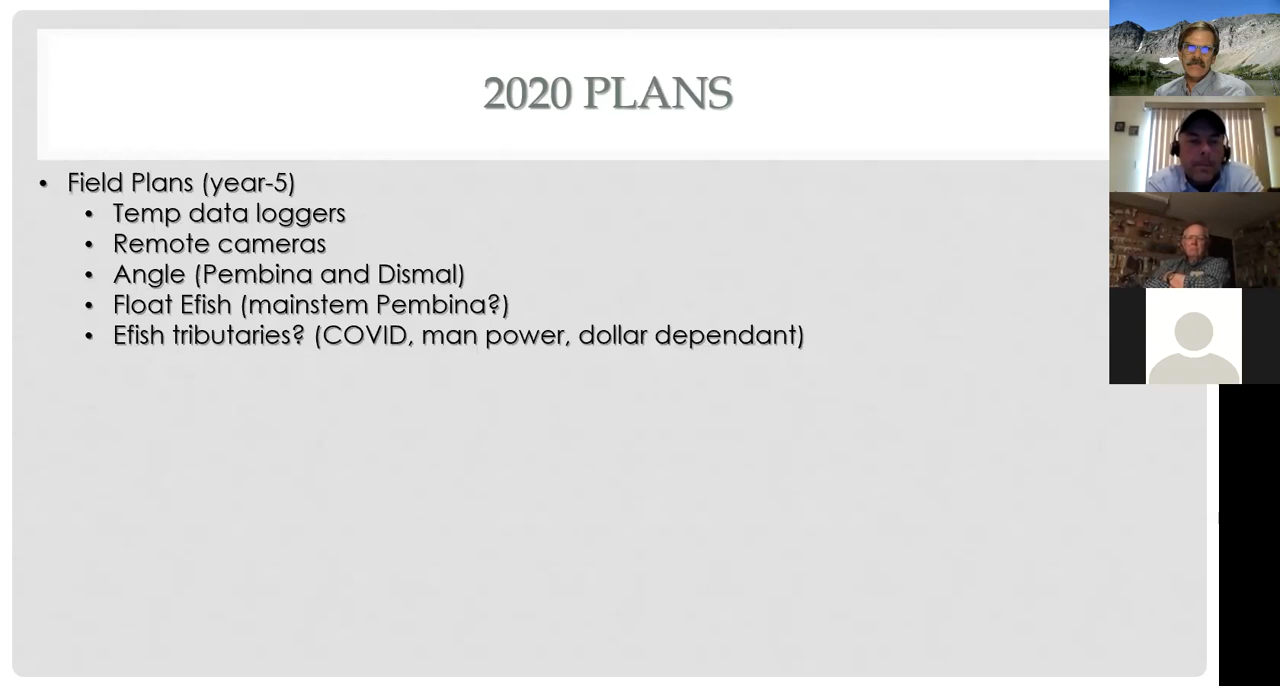 2020 PLANS
• Field Plans (year-5)
• Temp data loggers
• Remote cameras
• Angle (Pembina and Dismal)
• Float Efish (mainstem Pembina?)
• Efish tributaries? (COVID, man power, dollar dependant)